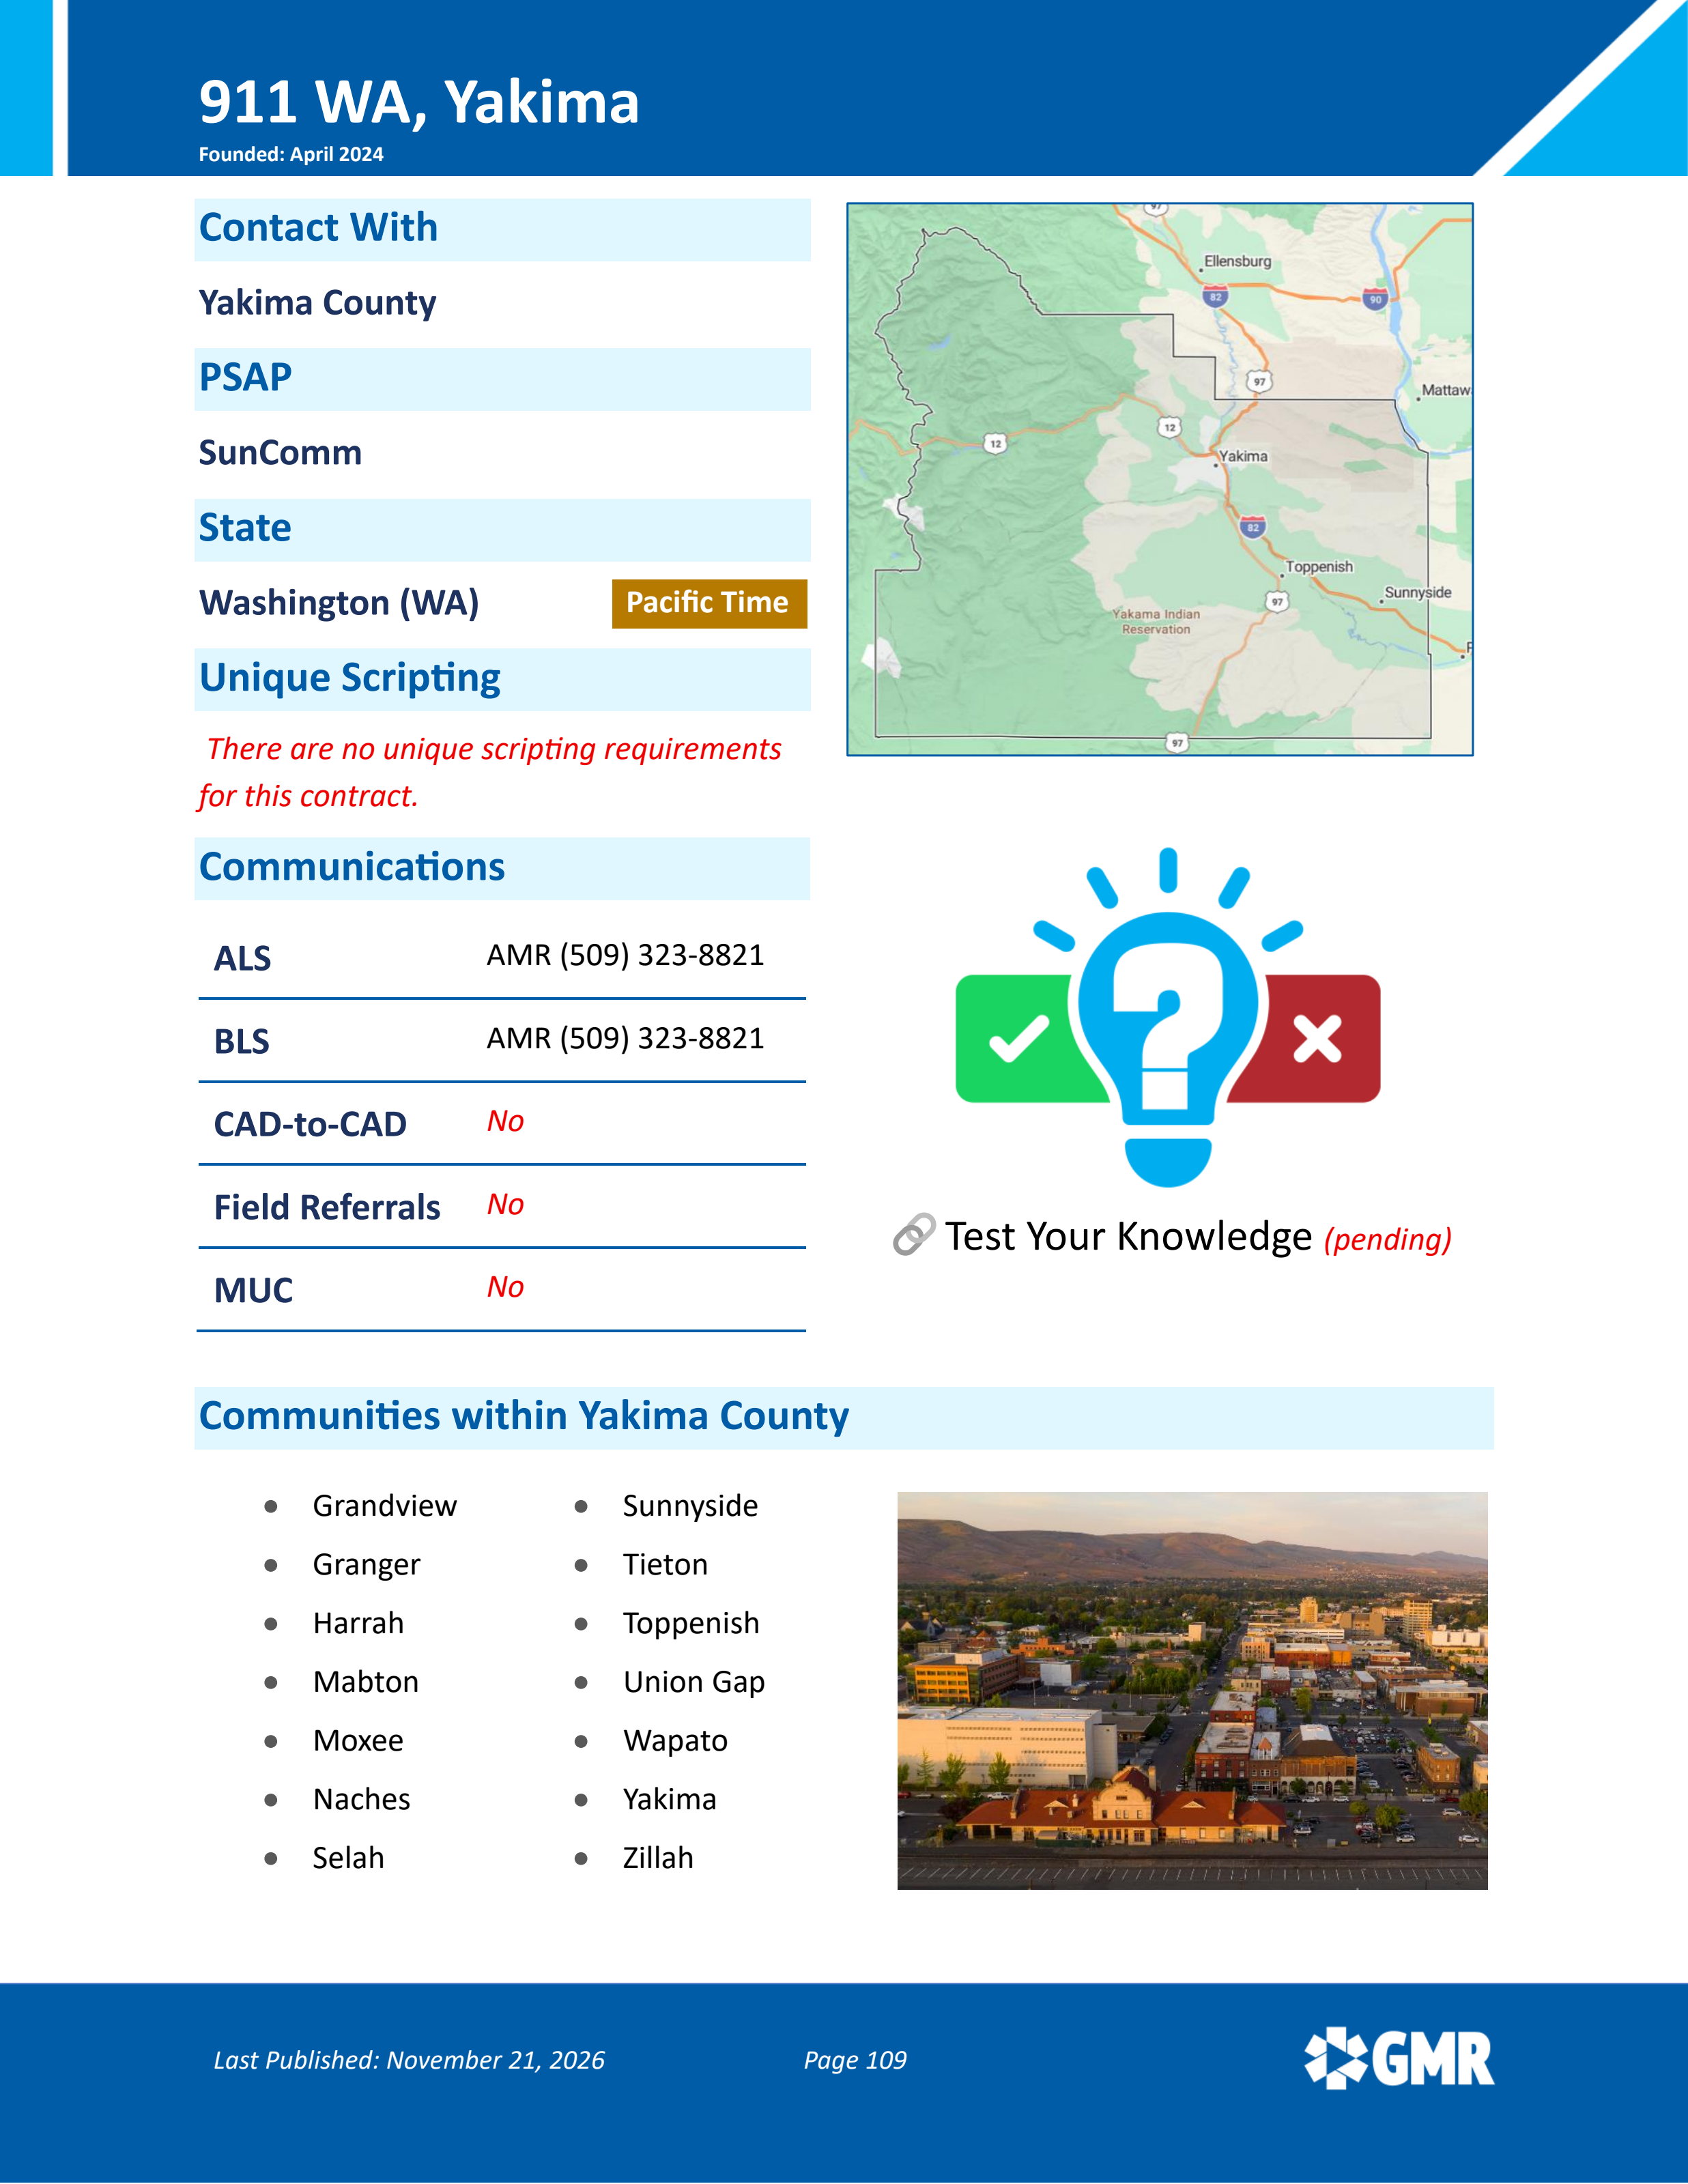 911 WA, Yakima
Founded: April 2024
Contact With
Yakima County
PSAP
SunComm
State
Washington (WA)
Pacific Time
Unique Scripting
There are no unique scripting requirements
for this contract.
97
Ellensburg
82
90
97
Mattaw
12
12
Yakima
82
Toppenish
97
Sunnyside
Yakama Indian
Reservation
97
Communications
ALS AMR (509) 323-8821
BLS AMR (509) 323-8821
CAD-to-CAD No
Field Referrals No
MUC No
Test Your Knowledge (pending)
Communities within Yakima County
● Grandview
● Granger
● Harrah
● Mabton
● Moxee
● Naches
● Selah
● Sunnyside
● Tieton
● Toppenish
● Union Gap
● Wapato
● Yakima
● Zillah
Last Published: November 21, 2026
Page 109
GMR